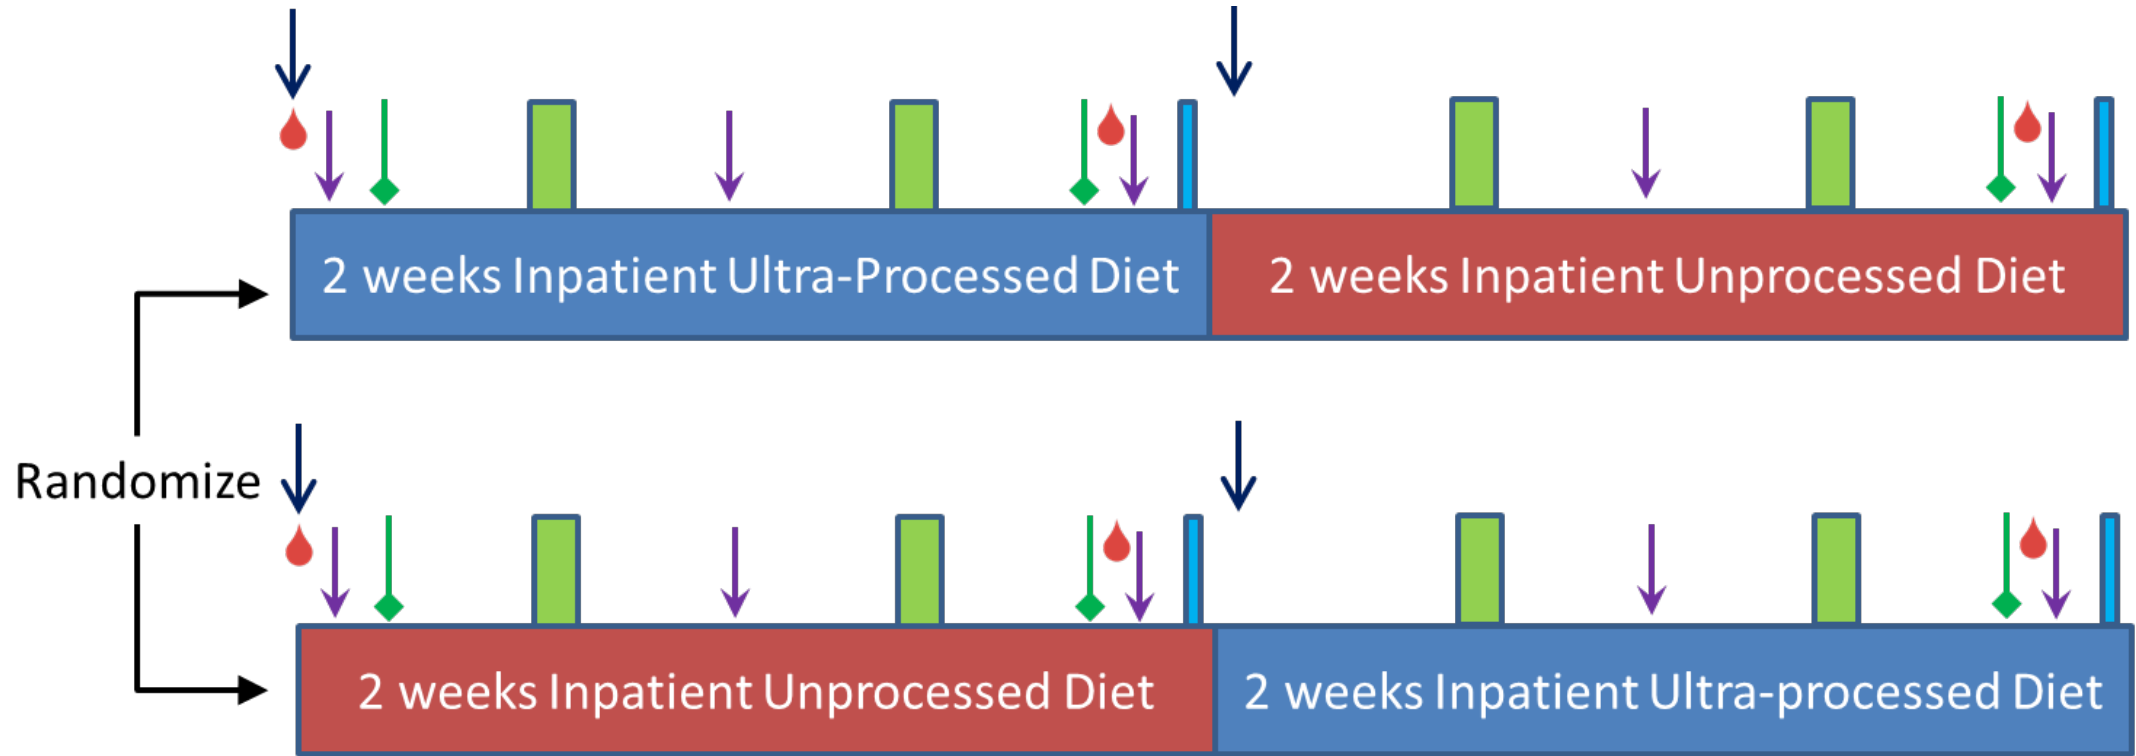 2 weeks Inpatient Ultra-Processed Diet
2 weeks Inpatient Unprocessed Diet
Randomize
2 weeks Inpatient Unprocessed Diet
2 weeks Inpatient Ultra-processed Diet